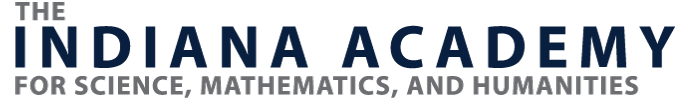 THE
INDIANA ACADEMY
FOR SCIENCE, MATHEMATICS, AND HUMANITIES